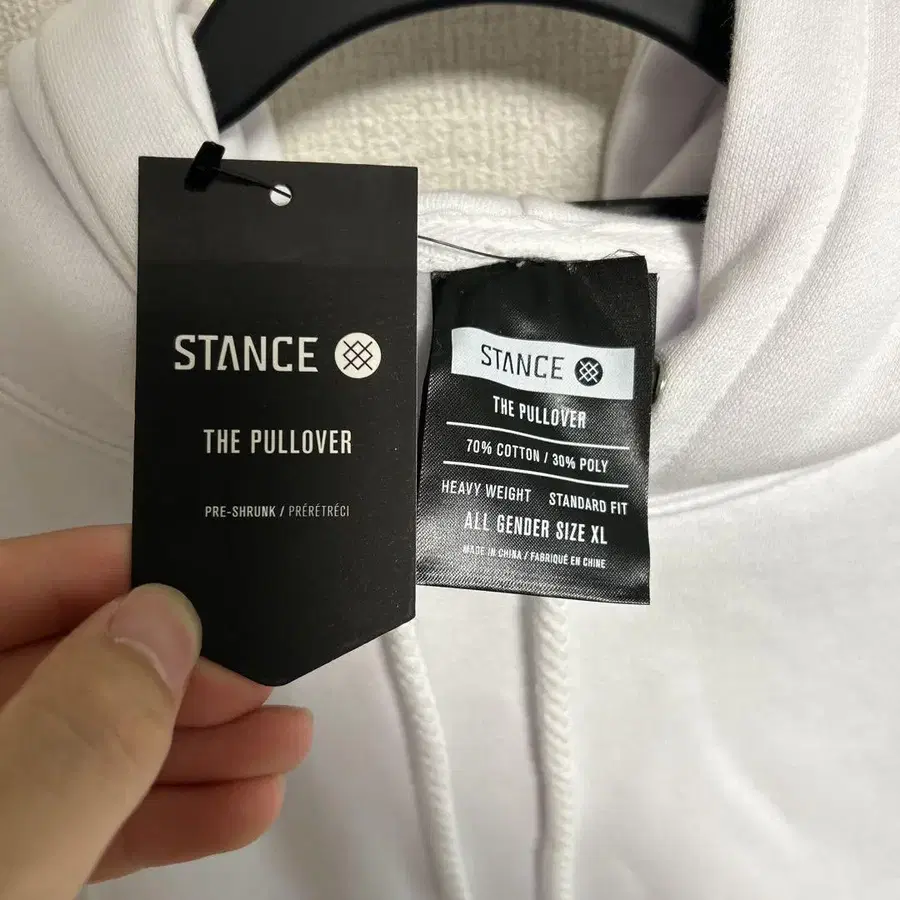 STANCE
THE PULLOVER
PRE-SHRUNK / PRÉRÉTRÉCI
STANCE
THE PULLOVER
70% COTTON / 30% POLY
HEAVY WEIGHT STANDARD FIT
ALL GENDER SIZE XL
MADE IN CHINA / FABRIQUÉ EN CHINE